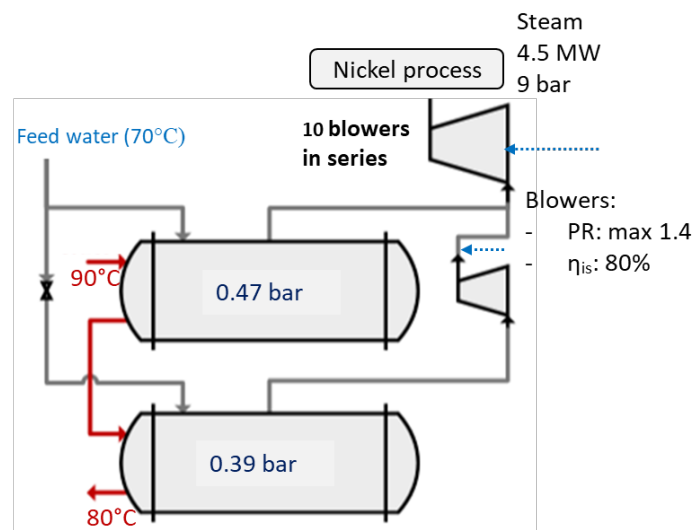 Steam
4.5 MW
9 bar
Nickel process
10 blowers
in series
Feed water (70°C)
Blowers:
- PR: max 1.4
- ηis: 80%
90°C
0.47 bar
0.39 bar
80°C